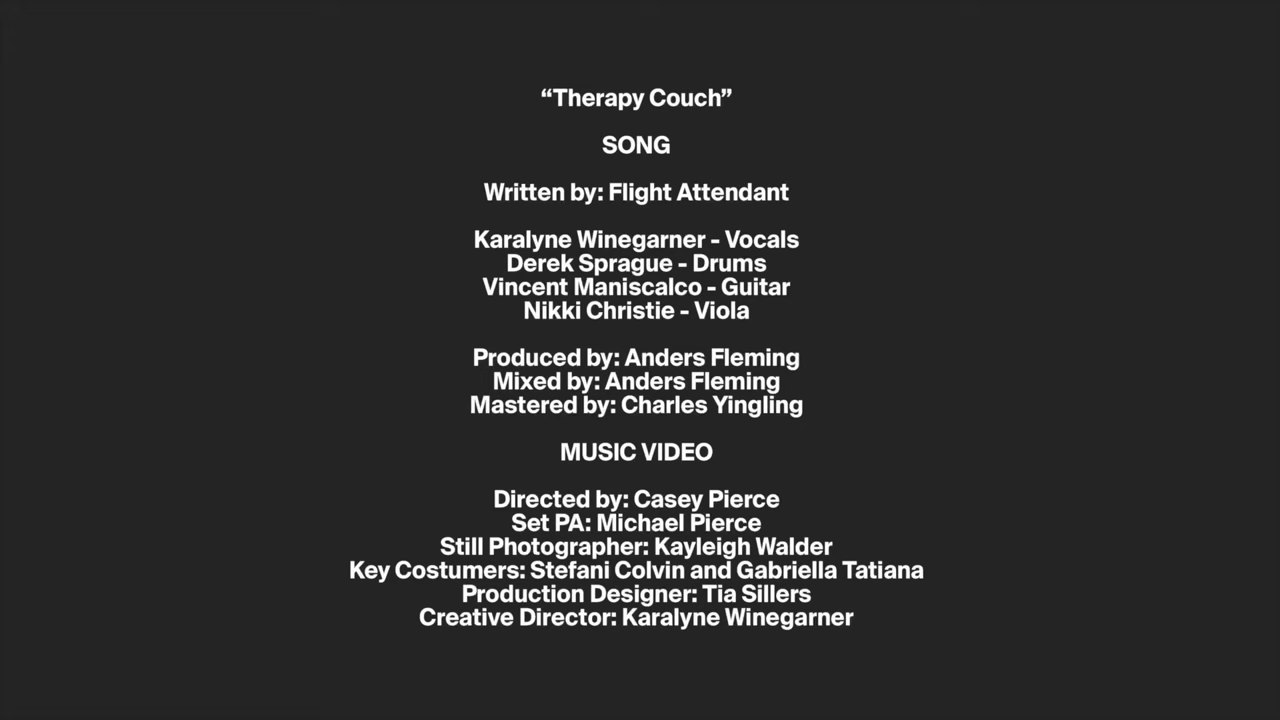 “Therapy Couch”
SONG
Written by: Flight Attendant
Karalyne Winegarner - Vocals
Derek Sprague - Drums
Vincent Maniscalco - Guitar
Nikki Christie - Viola
Produced by: Anders Fleming
Mixed by: Anders Fleming
Mastered by: Charles Yingling
MUSIC VIDEO
Directed by: Casey Pierce
Set PA: Michael Pierce
Still Photographer: Kayleigh Walder
Key Costumers: Stefani Colvin and Gabriella Tatiana
Production Designer: Tia Sillers
Creative Director: Karalyne Winegarner